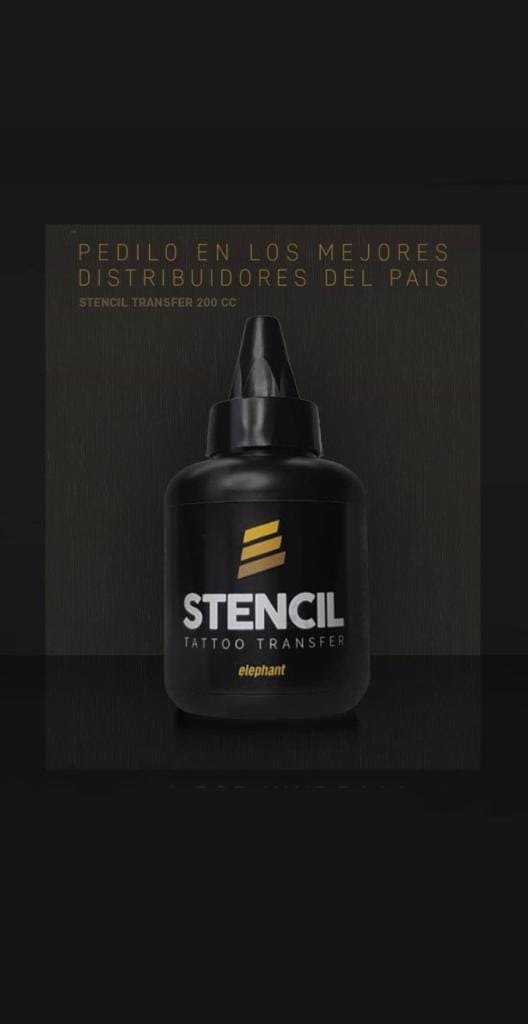 PEDILO EN LOS MEJORES
DISTRIBUIDORES DEL PAIS
STENCIL TRANSFER 200 CC
STENCIL
TATTOO TRANSFER
elephant